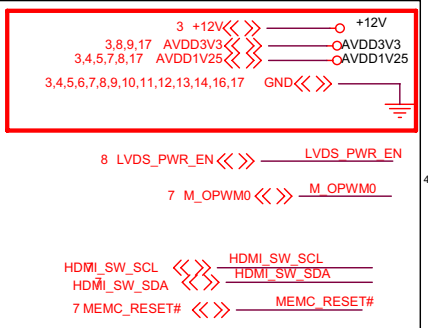 3 +12V +12V
3,8,9,17 AVDD3V3 AVDD3V3
3,4,5,7,8,17 AVDD1V25 AVDD1V25
3,4,5,6,7,8,9,10,11,12,13,14,16,17 GND
8 LVDS_PWR_EN LVDS_PWR_EN
4
7 M_OPWM0 M_OPWM0
HDMI_SW_SCL HDMI_SW_SCL
HDMI_SW_SDA HDMI_SW_SDA
7 MEMC_RESET# MEMC_RESET#